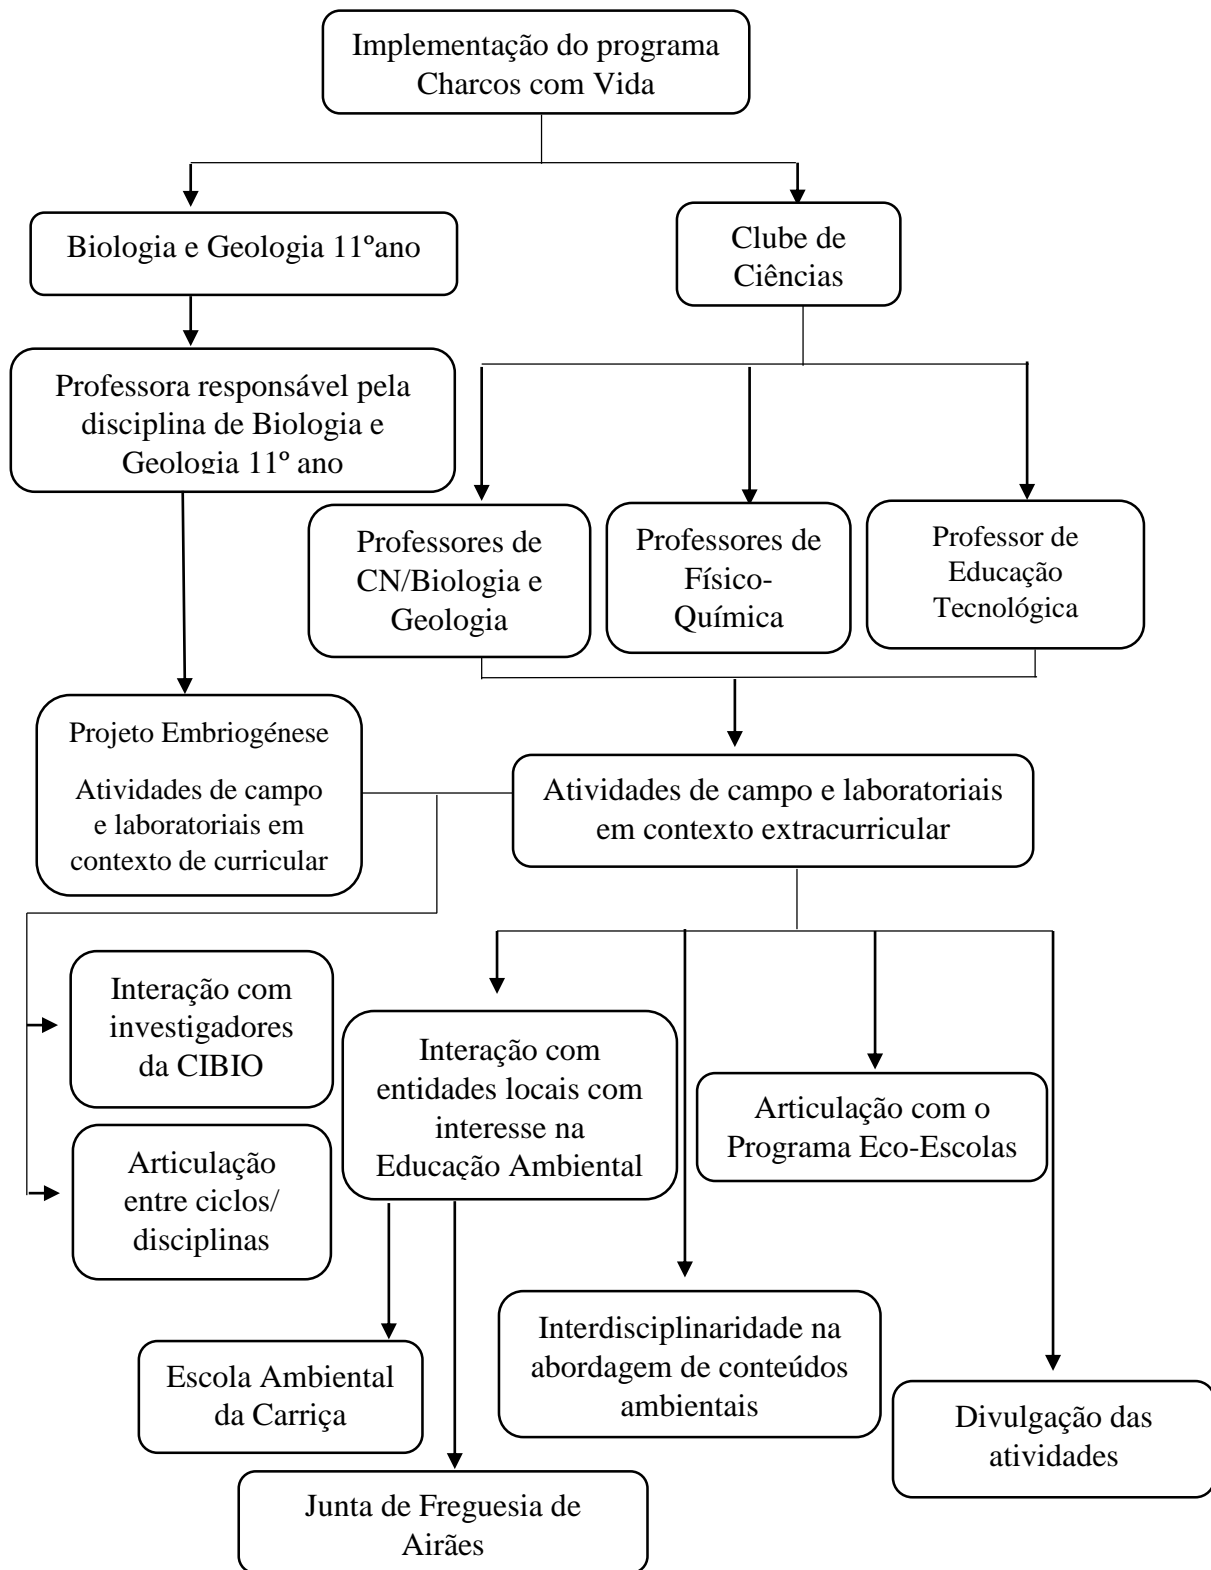 Implementação do programa
Charcos com Vida
Biologia e Geologia 11ºano
Clube de
Ciências
Professora responsável pela
disciplina de Biologia e
Geologia 11º ano
Professores de
CN/Biologia e
Geologia
Professores de
Físico-
Química
Professor de
Educação
Tecnológica
Projeto Embriogénese
Atividades de campo
e laboratoriais em
contexto de curricular
Atividades de campo e laboratoriais
em contexto extracurricular
Interação com
investigadores
da CIBIO
Interação com
entidades locais com
interesse na
Educação Ambiental
Articulação com o
Programa Eco-Escolas
Articulação
entre ciclos/
disciplinas
Escola Ambiental
da Carriça
Interdisciplinaridade na
abordagem de conteúdos
ambientais
Divulgação das
atividades
Junta de Freguesia de
Airães